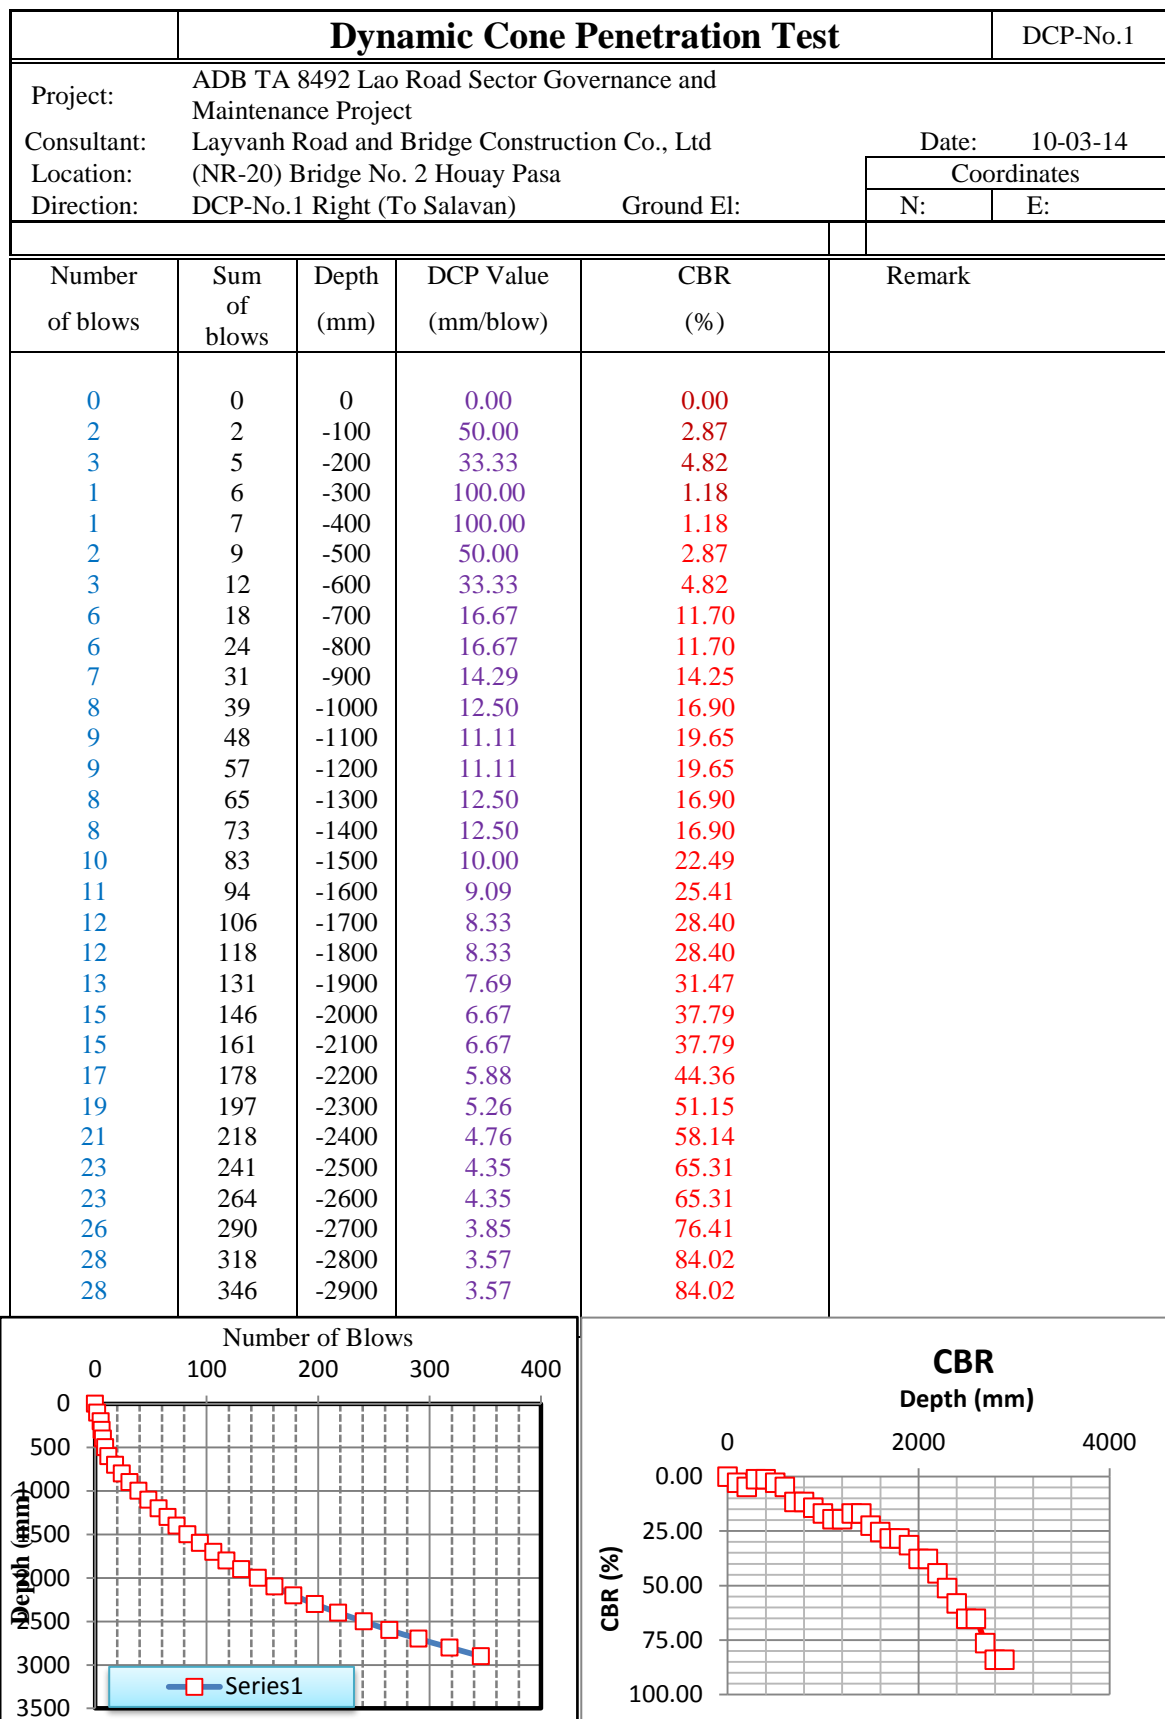 Dynamic Cone Penetration Test DCP-No.1
Project: ADB TA 8492 Lao Road Sector Governance and
Maintenance Project
Consultant: Layvanh Road and Bridge Construction Co., Ltd Date: 10-03-14
Location: (NR-20) Bridge No. 2 Houay Pasa Coordinates
Direction: DCP-No.1 Right (To Salavan) Ground El: N: E:
Number Sum Depth DCP Value CBR Remark
of blows of blows (mm) (mm/blow) (%)
0 0 0 0.00 0.00
2 2 -100 50.00 2.87
3 5 -200 33.33 4.82
1 6 -300 100.00 1.18
1 7 -400 100.00 1.18
2 9 -500 50.00 2.87
3 12 -600 33.33 4.82
6 18 -700 16.67 11.70
6 24 -800 16.67 11.70
7 31 -900 14.29 14.25
8 39 -1000 12.50 16.90
9 48 -1100 11.11 19.65
9 57 -1200 11.11 19.65
8 65 -1300 12.50 16.90
8 73 -1400 12.50 16.90
10 83 -1500 10.00 22.49
11 94 -1600 9.09 25.41
12 106 -1700 8.33 28.40
12 118 -1800 8.33 28.40
13 131 -1900 7.69 31.47
15 146 -2000 6.67 37.79
15 161 -2100 6.67 37.79
17 178 -2200 5.88 44.36
19 197 -2300 5.26 51.15
21 218 -2400 4.76 58.14
23 241 -2500 4.35 65.31
23 264 -2600 4.35 65.31
26 290 -2700 3.85 76.41
28 318 -2800 3.57 84.02
28 346 -2900 3.57 84.02
Number of Blows
0 100 200 300 400
0
500
1000
1500
2000
2500
3000
3500
Depth (mm)
Series1
CBR
Depth (mm)
0 2000 4000
0.00
25.00
50.00
75.00
100.00
CBR (%)